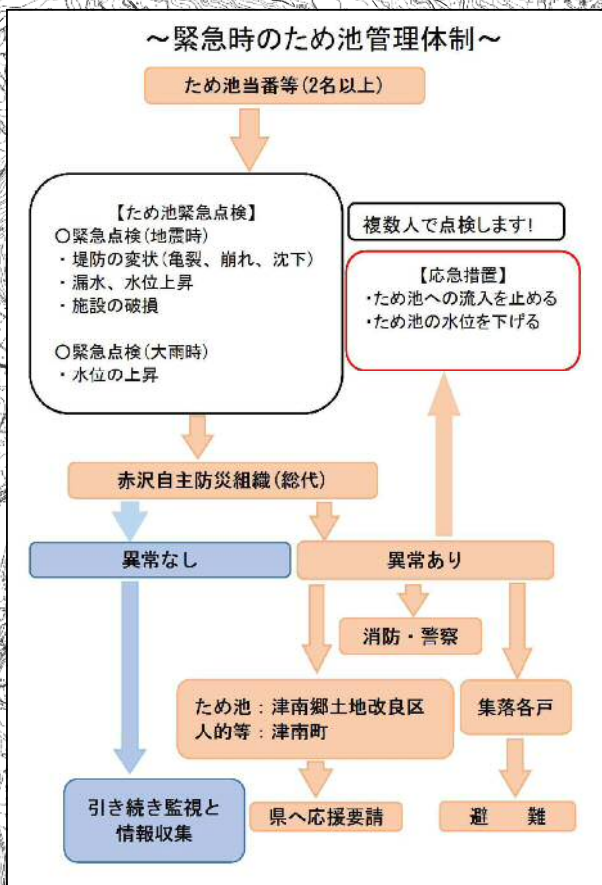 ～緊急時のため池管理体制～
ため池当番等(2名以上)
【ため池緊急点検】
〇緊急点検(地震時)
・堤防の変状(亀裂、崩れ、沈下)
・漏水、水位上昇
・施設の破損
〇緊急点検(大雨時)
・水位の上昇
複数人で点検します!
【応急措置】
・ため池への流入を止める
・ため池の水位を下げる
赤沢自主防災組織(総代)
異常なし
異常あり
消防・警察
ため池：津南郷土地改良区
人的等：津南町
集落各戸
引き続き監視と
情報収集
県へ応援要請
避　難